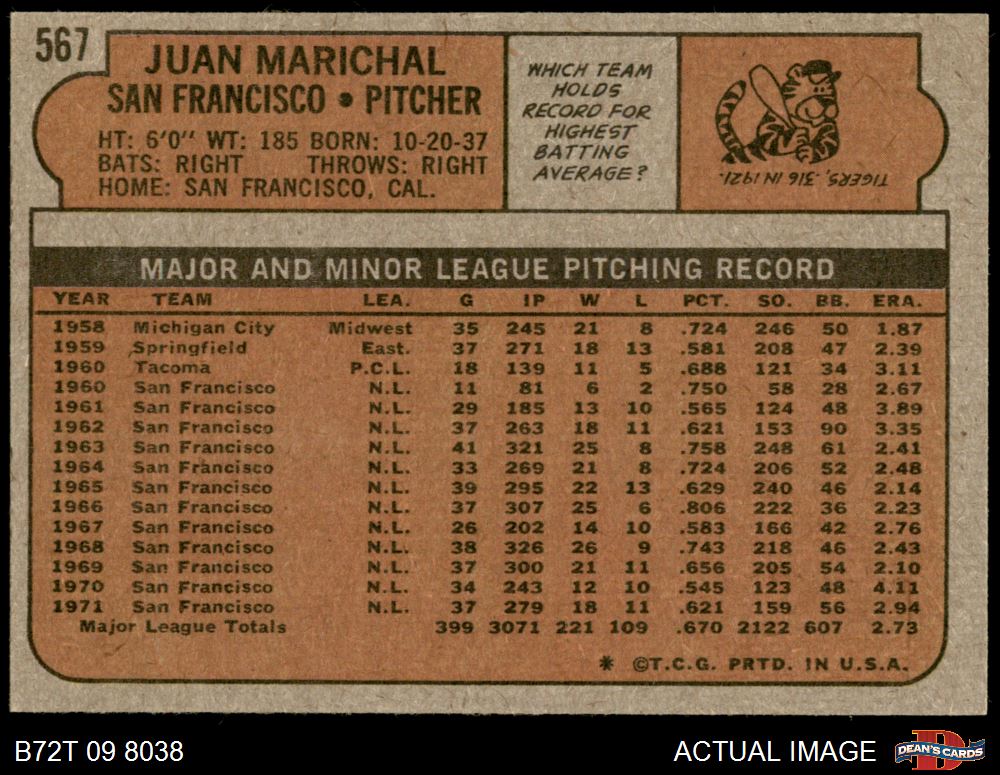 567
JUAN MARICHAL
SAN FRANCISCO • PITCHER
HT: 6'0" WT: 185 BORN: 10-20-37
BATS: RIGHT THROWS: RIGHT
HOME: SAN FRANCISCO, CAL.
WHICH TEAM
HOLDS
RECORD FOR
HIGHEST
BATTING
AVERAGE?
TIGERS, .316 IN 1921.
MAJOR AND MINOR LEAGUE PITCHING RECORD
YEAR TEAM LEA. G IP W L PCT. SO. BB. ERA.
1958 Michigan City Midwest 35 245 21 8 .724 246 50 1.87
1959 Springfield East. 37 271 18 13 .581 208 47 2.39
1960 Tacoma P.C.L. 18 139 11 5 .688 121 34 3.11
1960 San Francisco N.L. 11 81 6 2 .750 58 28 2.67
1961 San Francisco N.L. 29 185 13 10 .565 124 48 3.89
1962 San Francisco N.L. 37 263 18 11 .621 153 90 3.35
1963 San Francisco N.L. 41 321 25 8 .758 248 61 2.41
1964 San Francisco N.L. 33 269 21 8 .724 206 52 2.48
1965 San Francisco N.L. 39 295 22 13 .629 240 46 2.14
1966 San Francisco N.L. 37 307 25 6 .806 222 36 2.23
1967 San Francisco N.L. 26 202 14 10 .583 166 42 2.76
1968 San Francisco N.L. 38 326 26 9 .743 218 46 2.43
1969 San Francisco N.L. 37 300 21 11 .656 205 54 2.10
1970 San Francisco N.L. 34 243 12 10 .545 123 48 4.11
1971 San Francisco N.L. 37 279 18 11 .621 159 56 2.94
Major League Totals 399 3071 221 109 .670 2122 607 2.73
* ©T.C.G. PRTD. IN U.S.A.
B72T 09 8038
ACTUAL IMAGE
DEAN'S CARDS